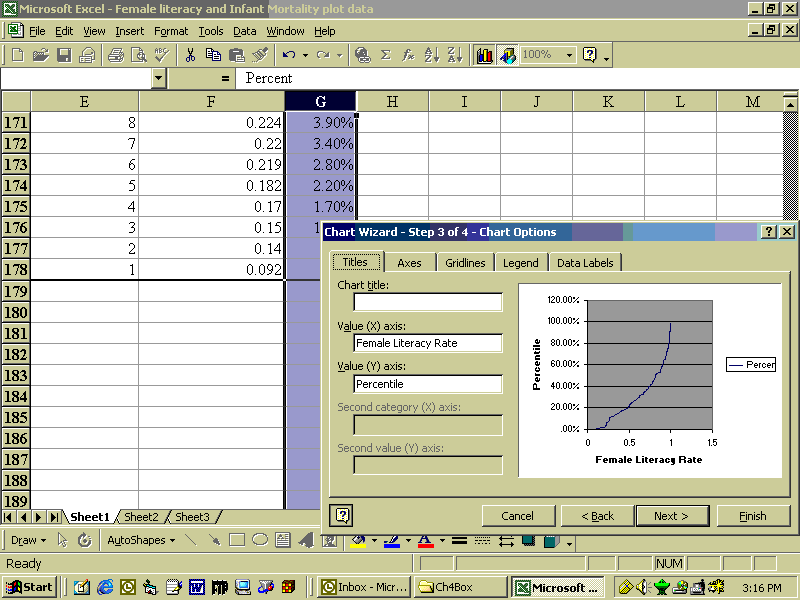 Microsoft Excel - Female literacy and Infant Mortality plot data
File Edit View Insert Format Tools Data Window Help
100%
= Percent
E F G H I J K L M
171 8 0.224 3.90%
172 7 0.22 3.40%
173 6 0.219 2.80%
174 5 0.182 2.20%
175 4 0.17 1.70%
176 3 0.15 1
177 2 0.14
178 1 0.092
179
180
181
182
183
184
185
186
187
188
189
Chart Wizard - Step 3 of 4 - Chart Options
Titles Axes Gridlines Legend Data Labels
Chart title:
Value (X) axis:
Female Literacy Rate
Value (Y) axis:
Percentile
Second category (X) axis:
Second value (Y) axis:
120.00%
100.00%
80.00%
60.00%
40.00%
20.00%
.00%
Percentile
0 0.5 1 1.5
Female Literacy Rate
Percer
Cancel < Back Next > Finish
Sheet1 Sheet2 Sheet3
Draw AutoShapes
Ready NUM
Start Inbox - Micr... Ch4Box Microsoft ... 3:16 PM